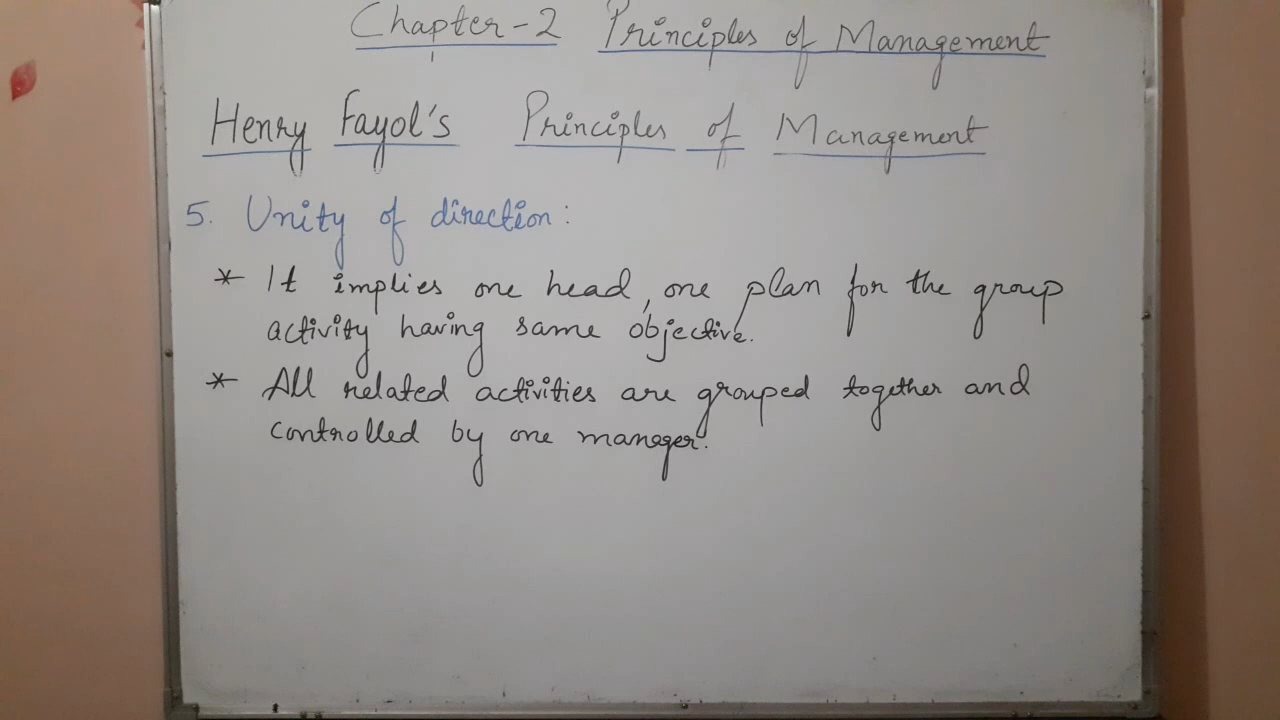 Chapter-2 Principles of Management
Henry Fayol's Principles of Management
5. Unity of direction:
* It implies one head, one plan for the group
activity having same objective.
* All related activities are grouped together and
controlled by one manager.